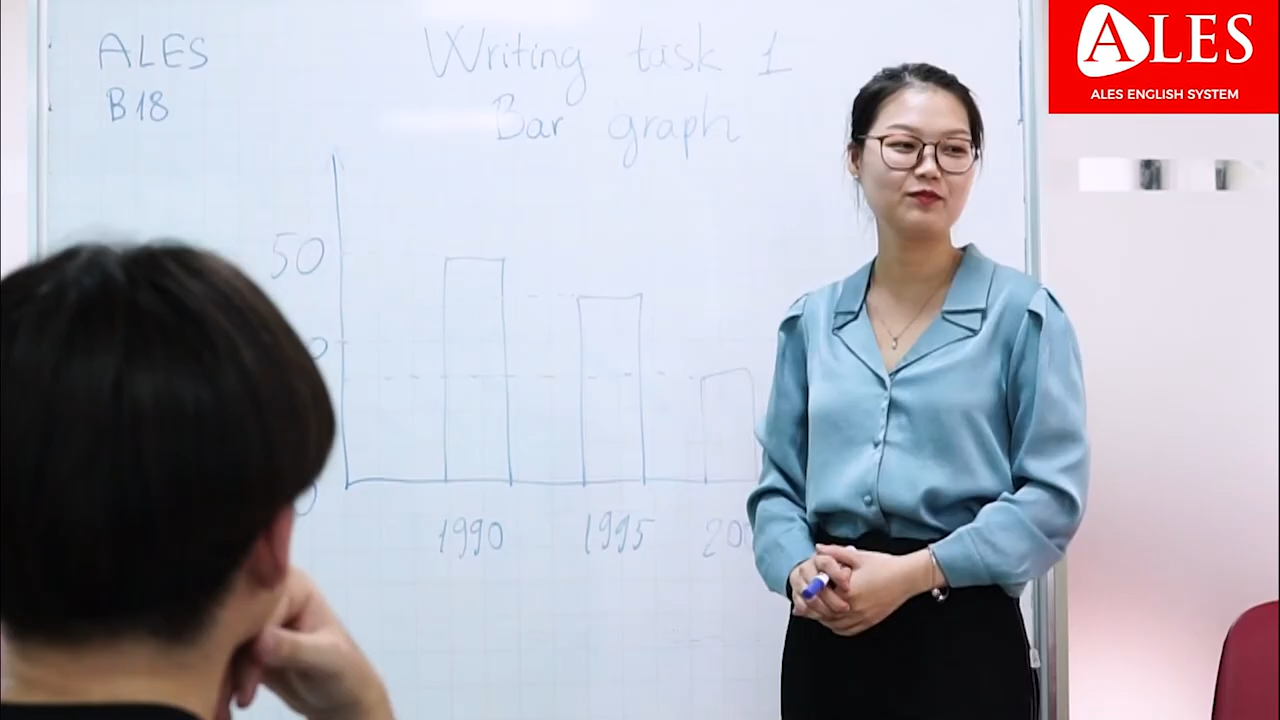 ALES
B18
Writing task 1
Bar graph
50
1990 1995
ALES
ALES ENGLISH SYSTEM